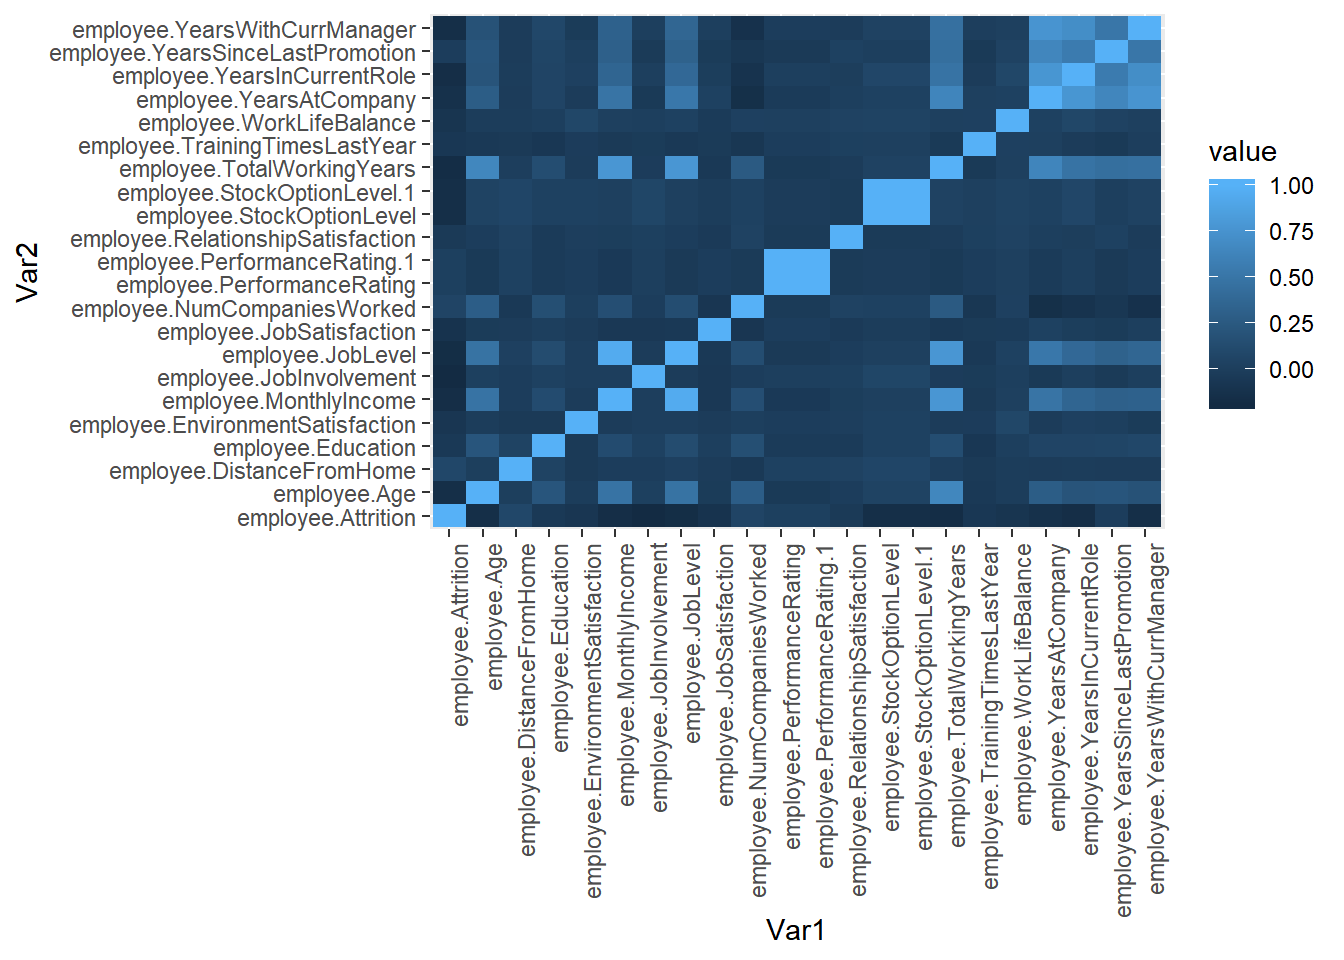 employee.YearsWithCurrManager
employee.YearsSinceLastPromotion
employee.YearsInCurrentRole
employee.YearsAtCompany
employee.WorkLifeBalance
employee.TrainingTimesLastYear
employee.TotalWorkingYears
employee.StockOptionLevel.1
employee.StockOptionLevel
employee.RelationshipSatisfaction
employee.PerformanceRating.1
employee.PerformanceRating
employee.NumCompaniesWorked
employee.JobSatisfaction
employee.JobLevel
employee.JobInvolvement
employee.MonthlyIncome
employee.EnvironmentSatisfaction
employee.Education
employee.DistanceFromHome
employee.Age
employee.Attrition
Var2
employee.Attrition
employee.Age
employee.DistanceFromHome
employee.Education
employee.EnvironmentSatisfaction
employee.MonthlyIncome
employee.JobInvolvement
employee.JobLevel
employee.JobSatisfaction
employee.NumCompaniesWorked
employee.PerformanceRating
employee.PerformanceRating.1
employee.RelationshipSatisfaction
employee.StockOptionLevel
employee.StockOptionLevel.1
employee.TotalWorkingYears
employee.TrainingTimesLastYear
employee.WorkLifeBalance
employee.YearsAtCompany
employee.YearsInCurrentRole
employee.YearsSinceLastPromotion
employee.YearsWithCurrManager
Var1
value
1.00
0.75
0.50
0.25
0.00